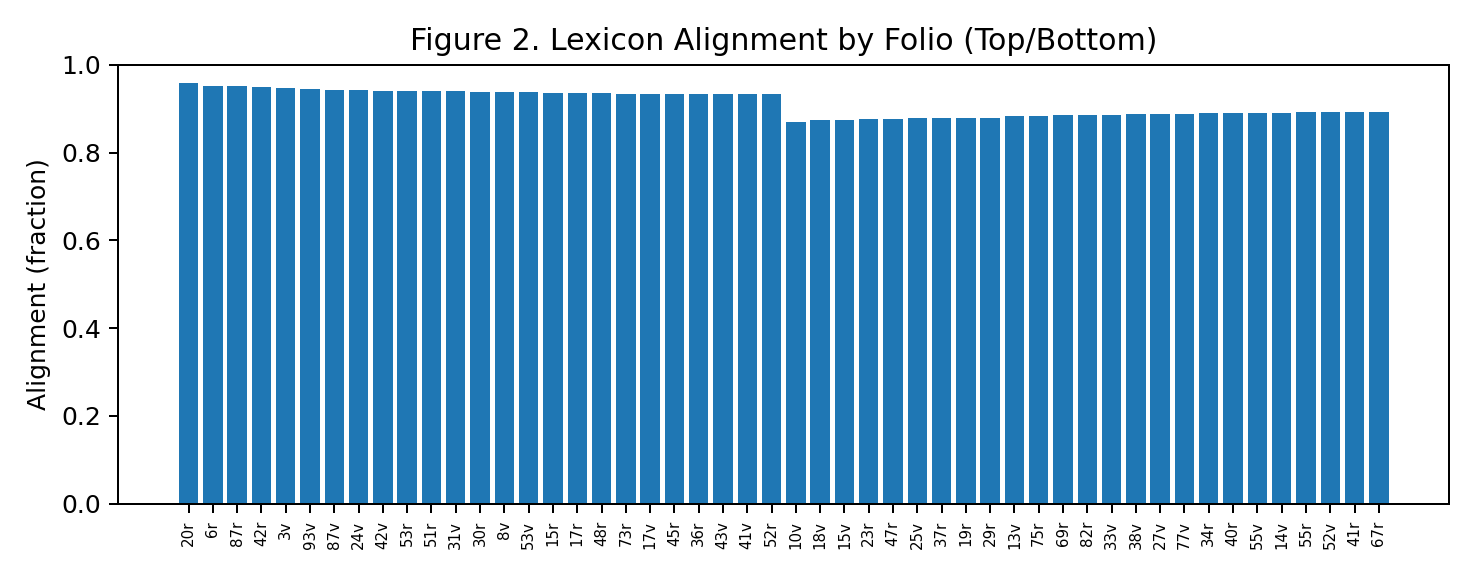 Figure 2. Lexicon Alignment by Folio (Top/Bottom)
1.0
0.8
0.6
0.4
0.2
0.0
Alignment (fraction)
20r 6r 87r 42r 3v 93v 87v 24v 42v 53r 51r 31v 30r 8v 53v 15r 17r 48r 73r 17v 45r 36r 43v 41v 52r 10v 18v 15v 23r 47r 25v 37r 19r 29r 13v 75r 69r 82r 33v 38v 27v 77v 34r 40r 55v 14v 55r 52v 41r 67r